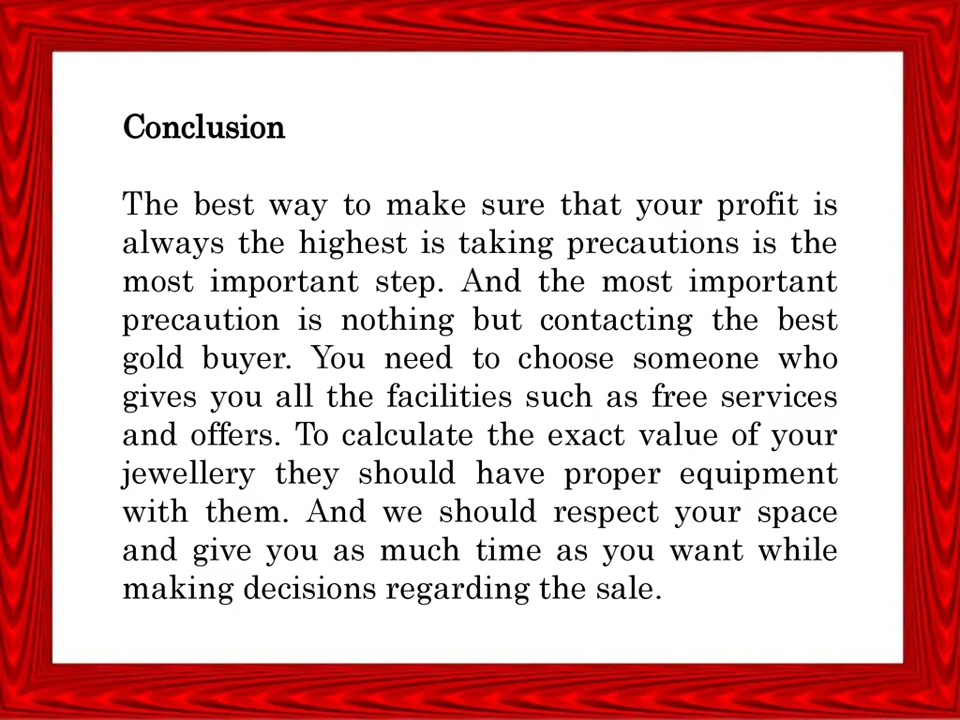 Conclusion
The best way to make sure that your profit is
always the highest is taking precautions is the
most important step. And the most important
precaution is nothing but contacting the best
gold buyer. You need to choose someone who
gives you all the facilities such as free services
and offers. To calculate the exact value of your
jewellery they should have proper equipment
with them. And we should respect your space
and give you as much time as you want while
making decisions regarding the sale.